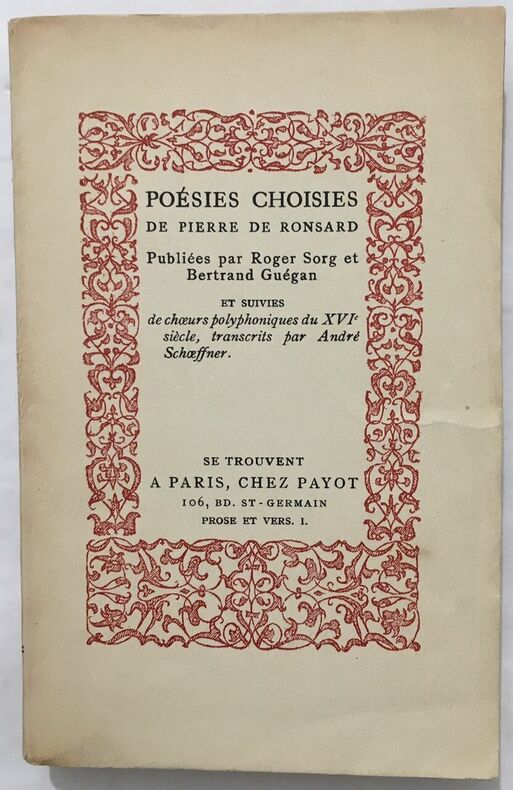 POÉSIES CHOISIES
DE PIERRE DE RONSARD
Publiées par Roger Sorg et
Bertrand Guégan
ET SUIVIES
de chœurs polyphoniques du XVIe
siècle, transcrits par André
Schœffner.
SE TROUVENT
A PARIS, CHEZ PAYOT
106, BD. ST-GERMAIN
PROSE ET VERS. I.